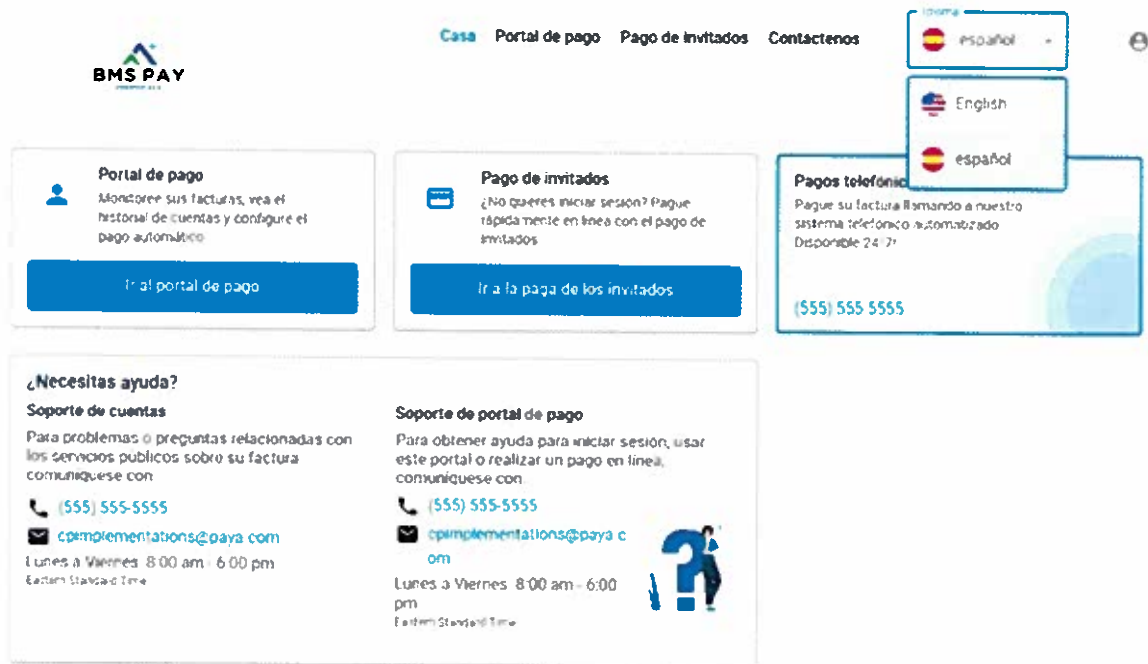 Idioma
Casa Portal de pago Pago de invitados Contactenos
español
BMS PAY
English
español
Portal de pago
Monitoree sus facturas, vea el
historial de cuentas y configure el
pago automático
Ir al portal de pago
Pago de invitados
¿No quieres iniciar sesión? Pague
rápidamente en línea con el pago de
invitados
Ir a la paga de los invitados
Pagos telefónic
Pague su factura llamando a nuestro
sistema telefónico automatizado
Disponible 24/7!
(555) 555 5555
¿Necesitas ayuda?
Soporte de cuentas
Para problemas o preguntas relacionadas con
los servicios públicos sobre su factura
comuníquese con
(555) 555-5555
cpimplementations@paya com
Lunes a Viernes 8:00 am - 6:00 pm
Eastern Standard Time
Soporte de portal de pago
Para obtener ayuda para iniciar sesión, usar
este portal o realizar un pago en línea,
comuníquese con
(555) 555-5555
cpimplementations@paya c
om
Lunes a Viernes 8:00 am - 6:00
pm
Eastern Standard Time